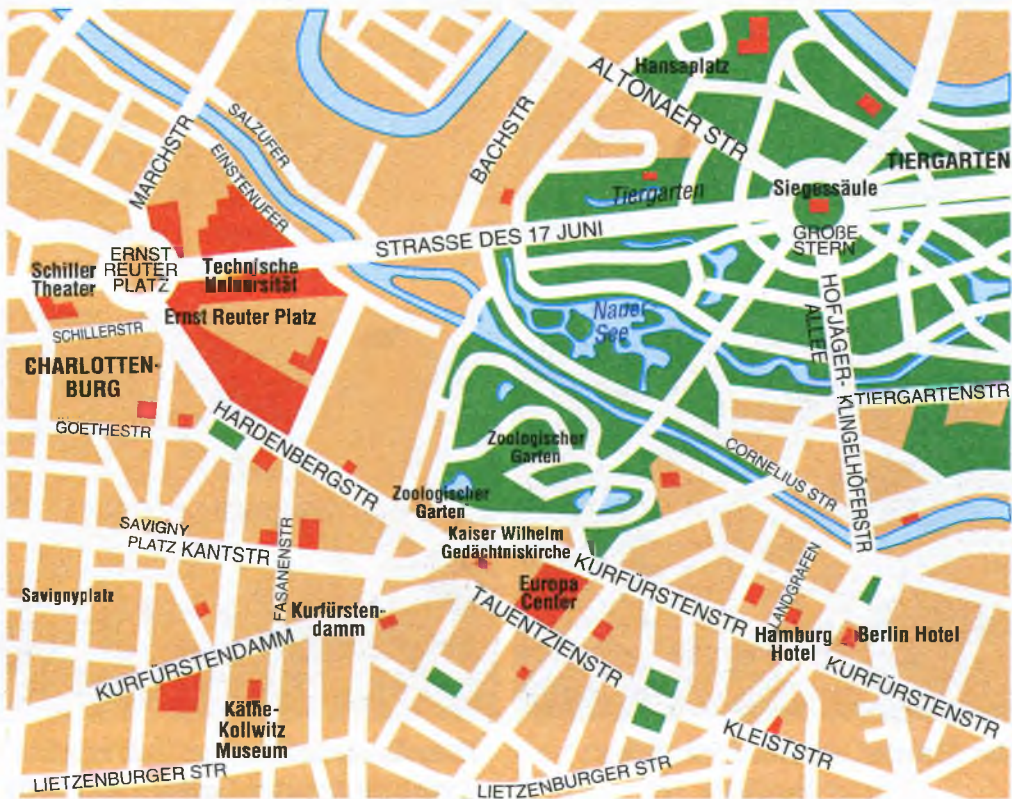 Hansaplatz
ALTONAER STR
MARCHSTR
SALZUFER
EINSTENUFER
BACHSTR
TIERGARTEN
Tiergarten
Siegessäule
STRASSE DES 17 JUNI
GROßE
STERN
ERNST
REUTER
PLATZ
Schiller
Theater
Technische
Ernst Reuter Platz
SCHILLERSTR
HOFJÄGER-
ALLEE
See
CHARLOTTEN-
BURG
TIERGARTENSTR
KLINGELHÖFERSTR
GOETHESTR
HARDENBERGSTR
Zoologischer
Garten
CORNELIUS STR
Zoologischer
Garten
SAVIGNY
PLATZ
KANTSTR
Kaiser Wilhelm
Gedächtniskirche
FASANENSTR
KURFÜRSTENSTR
LANDGRAFEN
Savignyplatz
Europa
Center
TAUENTZIENSTR
Kurfürsten-
damm
KURFÜRSTENDAMM
Hamburg
Hotel
Berlin Hotel
KURFÜRSTENSTR
Käthe-
Kollwitz
Museum
KLEISTSTR
LIETZENBURGER STR
LIETZENBURGER STR